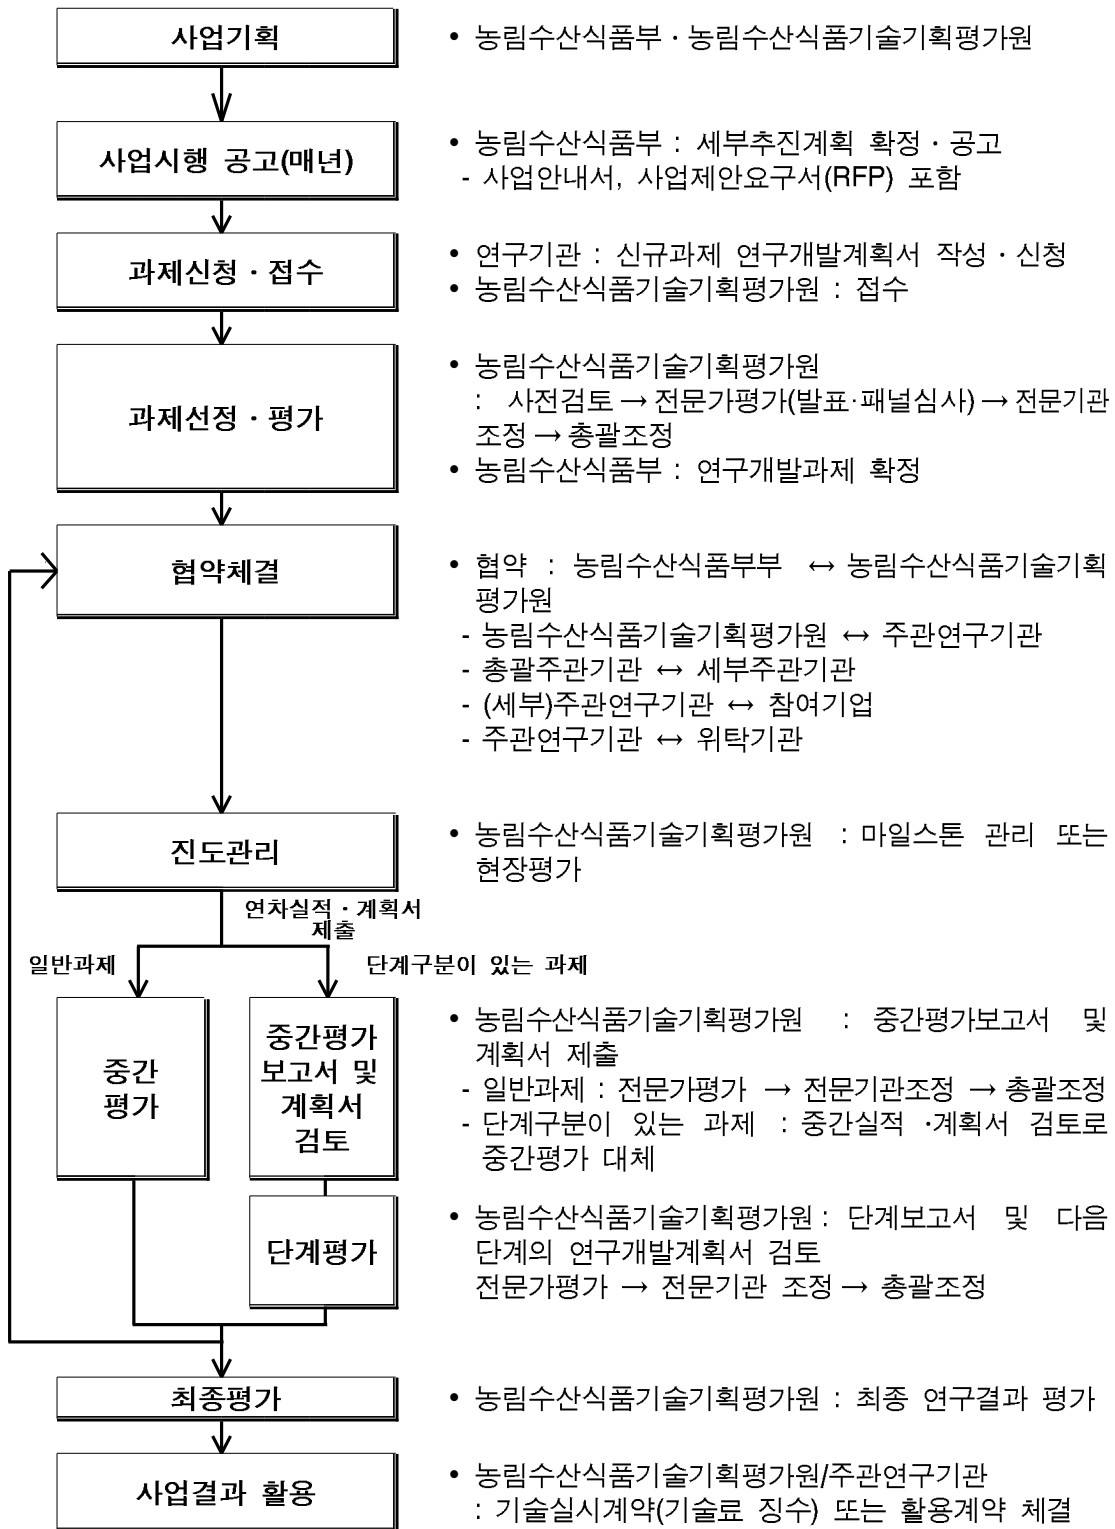 사업기획
• 농림수산식품부 · 농림수산식품기술기획평가원
사업시행 공고(매년)
• 농림수산식품부 : 세부추진계획 확정 · 공고
- 사업안내서, 사업제안요구서(RFP) 포함
과제신청 · 접수
• 연구기관 : 신규과제 연구개발계획서 작성 · 신청
• 농림수산식품기술기획평가원 : 접수
과제선정 · 평가
• 농림수산식품기술기획평가원
: 사전검토 → 전문가평가(발표·패널심사) → 전문기관
조정 → 총괄조정
• 농림수산식품부 : 연구개발과제 확정
협약체결
• 협약 : 농림수산식품부부 ↔ 농림수산식품기술기획
평가원
- 농림수산식품기술기획평가원 ↔ 주관연구기관
- 총괄주관기관 ↔ 세부주관기관
- (세부)주관연구기관 ↔ 참여기업
- 주관연구기관 ↔ 위탁기관
진도관리
• 농림수산식품기술기획평가원 : 마일스톤 관리 또는
현장평가
연차실적 · 계획서
제출
일반과제
단계구분이 있는 과제
중간
평가
중간평가
보고서 및
계획서
검토
• 농림수산식품기술기획평가원 : 중간평가보고서 및
계획서 제출
- 일반과제 : 전문가평가 → 전문기관조정 → 총괄조정
- 단계구분이 있는 과제 : 중간실적 ·계획서 검토로
중간평가 대체
단계평가
• 농림수산식품기술기획평가원 : 단계보고서 및 다음
단계의 연구개발계획서 검토
전문가평가 → 전문기관 조정 → 총괄조정
최종평가
• 농림수산식품기술기획평가원 : 최종 연구결과 평가
사업결과 활용
• 농림수산식품기술기획평가원/주관연구기관
: 기술실시계약(기술료 징수) 또는 활용계약 체결